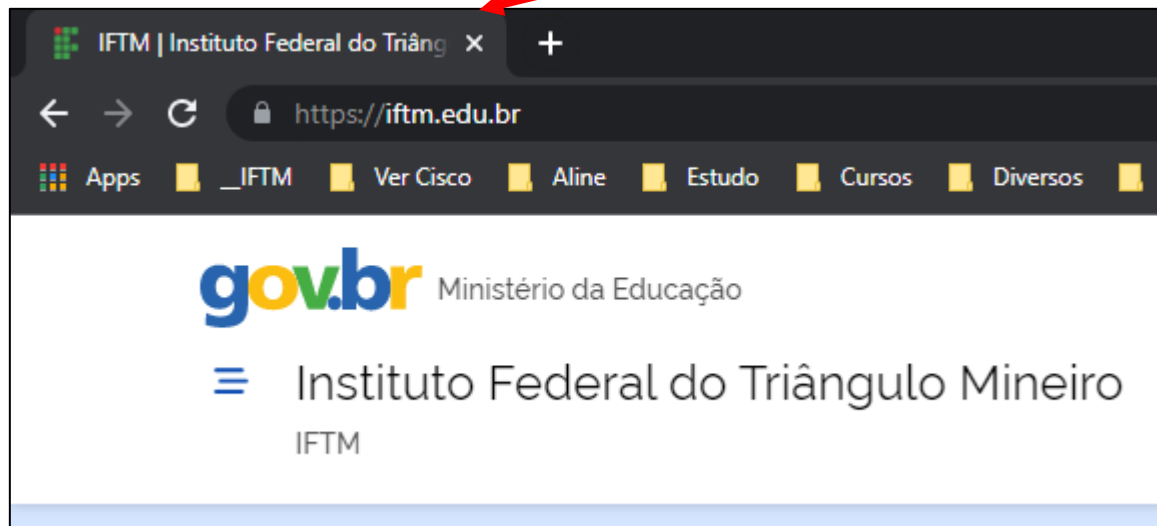 IFTM | Instituto Federal do Triâng
https://iftm.edu.br
Apps __IFTM Ver Cisco Aline Estudo Cursos Diversos
gov.br Ministério da Educação
Instituto Federal do Triângulo Mineiro
IFTM